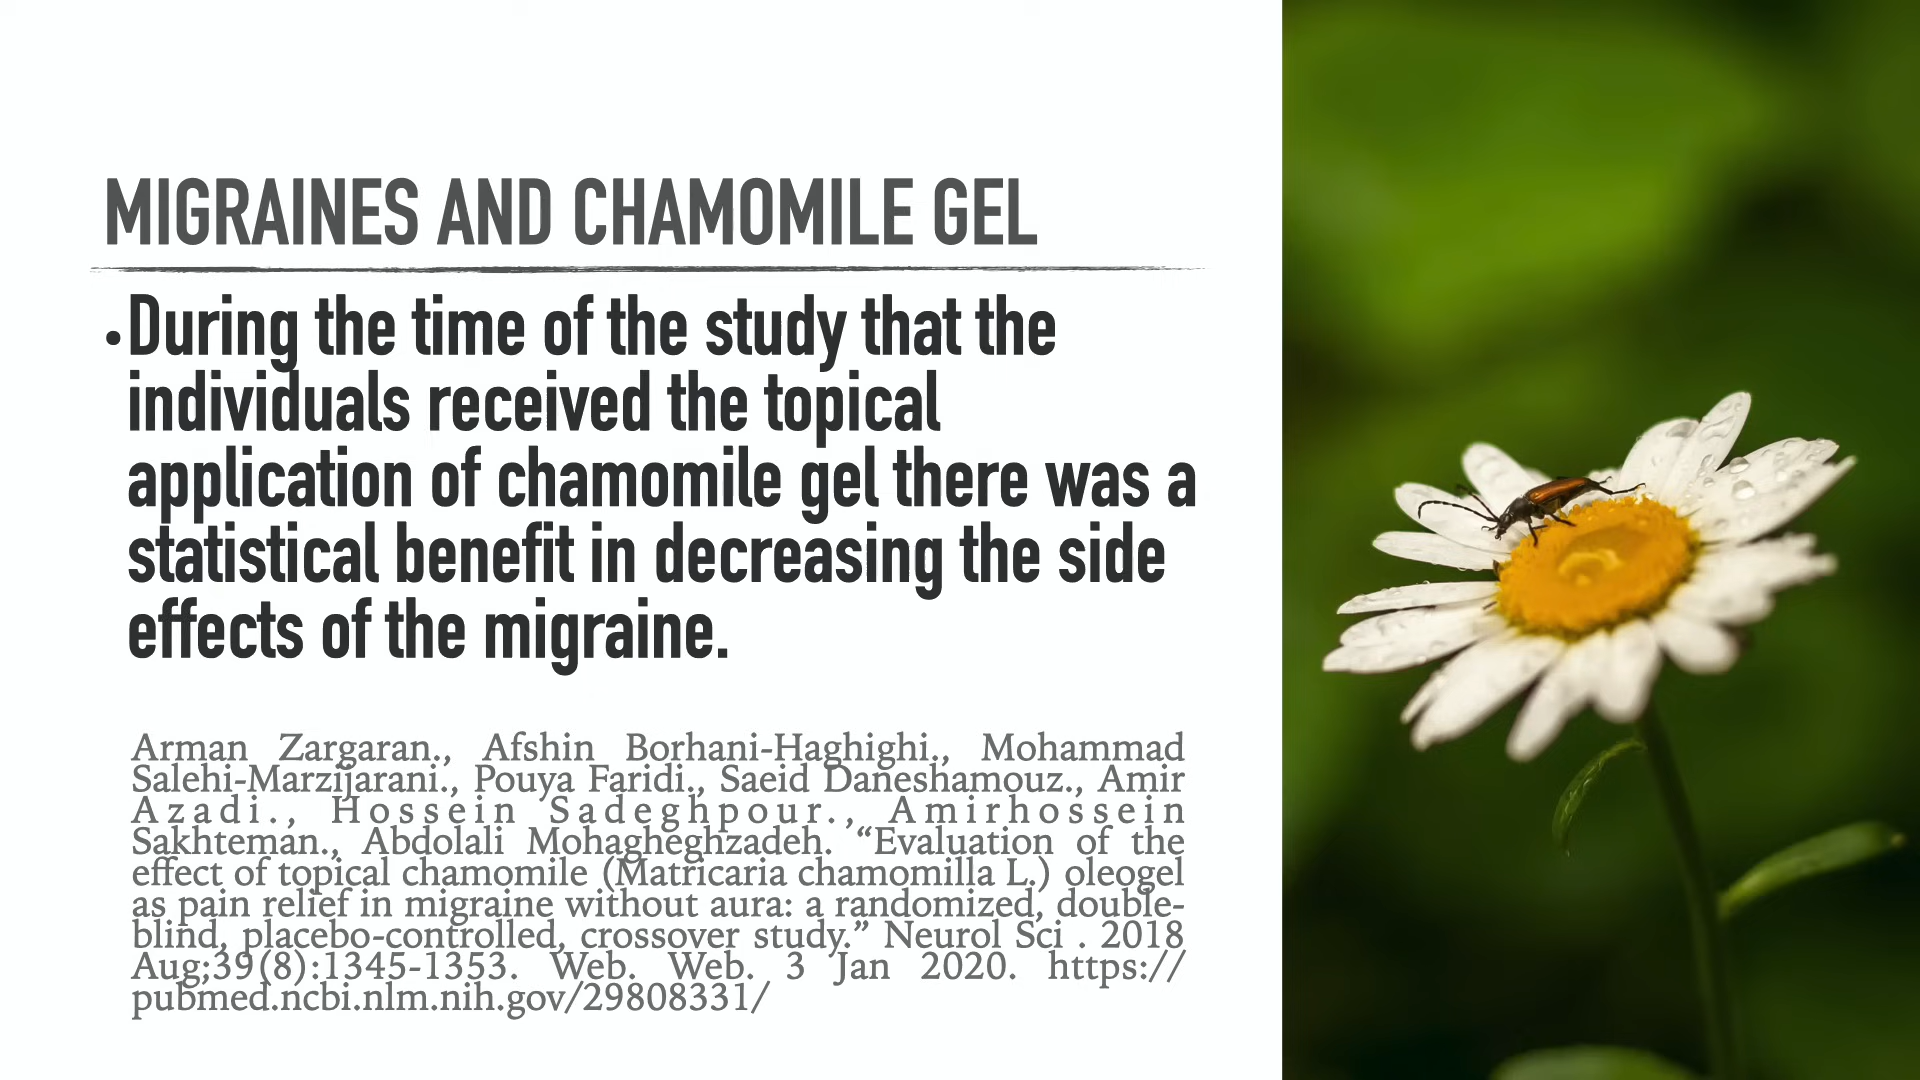 MIGRAINES AND CHAMOMILE GEL
•During the time of the study that the
individuals received the topical
application of chamomile gel there was a
statistical benefit in decreasing the side
effects of the migraine.
Arman Zargaran., Afshin Borhani-Haghighi., Mohammad
Salehi-Marzijarani., Pouya Faridi., Saeid Daneshamouz., Amir
Azadi., Hossein Sadeghpour., Amirhossein
Sakhteman., Abdolali Mohagheghzadeh. “Evaluation of the
effect of topical chamomile (Matricaria chamomilla L.) oleogel
as pain relief in migraine without aura: a randomized, double-
blind, placebo-controlled, crossover study.” Neurol Sci . 2018
Aug;39(8):1345-1353. Web. Web. 3 Jan 2020. https://
pubmed.ncbi.nlm.nih.gov/29808331/